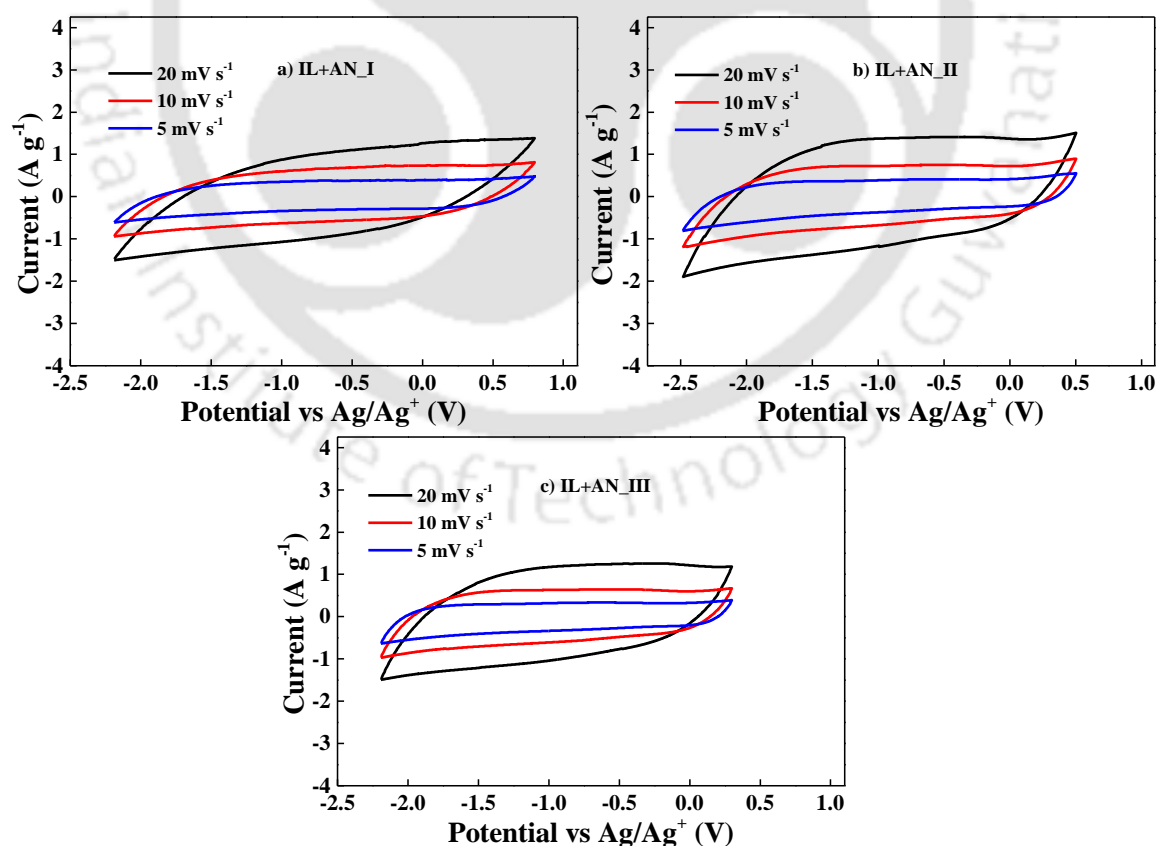 a) IL+AN_I
20 mV s⁻¹
10 mV s⁻¹
5 mV s⁻¹
Current (A g⁻¹)
4
3
2
1
0
-1
-2
-3
-4
-2.5 -2.0 -1.5 -1.0 -0.5 0.0 0.5 1.0
Potential vs Ag/Ag⁺ (V)
b) IL+AN_II
20 mV s⁻¹
10 mV s⁻¹
5 mV s⁻¹
Current (A g⁻¹)
4
3
2
1
0
-1
-2
-3
-4
-2.5 -2.0 -1.5 -1.0 -0.5 0.0 0.5 1.0
Potential vs Ag/Ag⁺ (V)
c) IL+AN_III
20 mV s⁻¹
10 mV s⁻¹
5 mV s⁻¹
Current (A g⁻¹)
4
3
2
1
0
-1
-2
-3
-4
-2.5 -2.0 -1.5 -1.0 -0.5 0.0 0.5 1.0
Potential vs Ag/Ag⁺ (V)
Indian Institute of Technology Guwahati